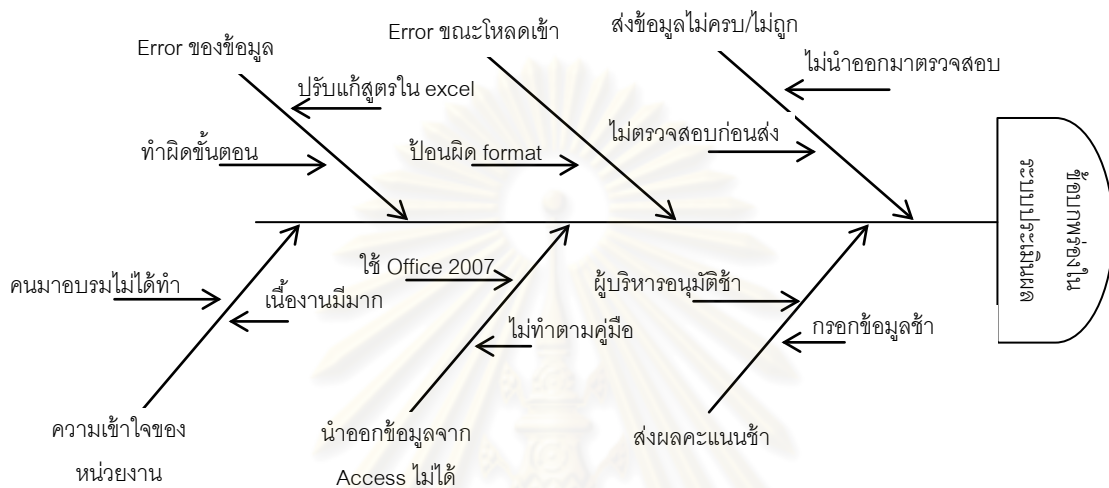 Error ของข้อมูล
Error ขณะโหลดเข้า
ส่งข้อมูลไม่ครบ/ไม่ถูก
ไม่นำออกมาตรวจสอบ
ปรับแก้สูตรใน excel
ทำผิดขั้นตอน
ป้อนผิด format
ไม่ตรวจสอบก่อนส่ง
ข้อบกพร่องใน
ระบบประเมินผล
ใช้ Office 2007
คนมาอบรมไม่ได้ทำ
เนื้องานมีมาก
ผู้บริหารอนุมัติช้า
ไม่ทำตามคู่มือ
กรอกข้อมูลช้า
ความเข้าใจของ
หน่วยงาน
นำออกข้อมูลจาก
Access ไม่ได้
ส่งผลคะแนนช้า